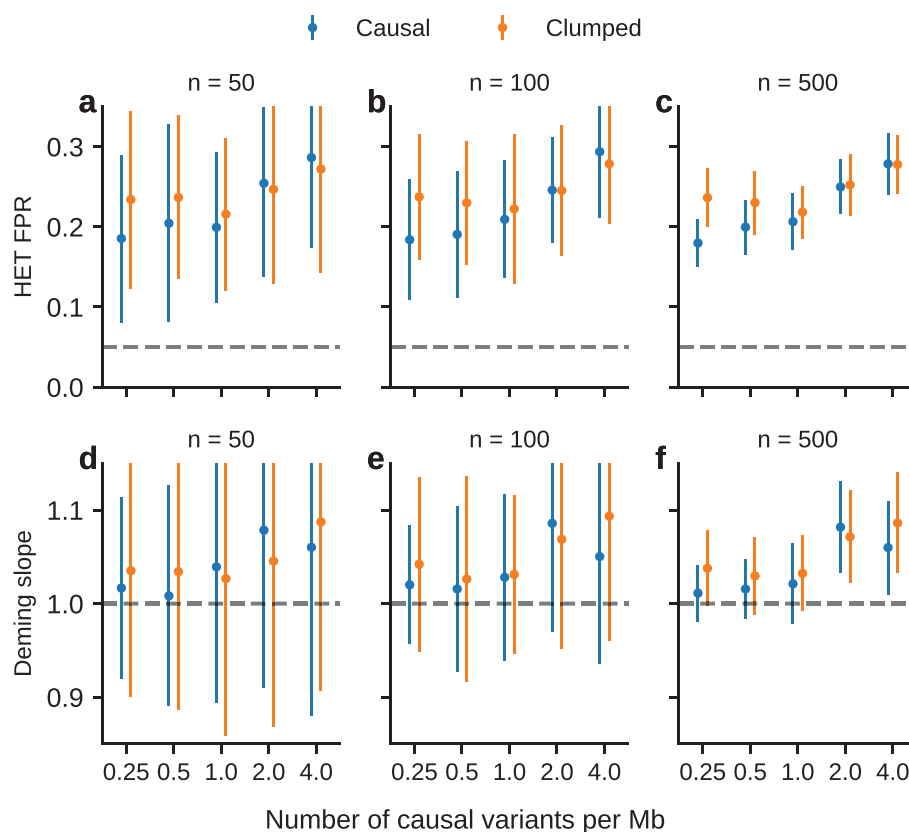 Causal Clumped
a n = 50
b n = 100
c n = 500
HET FPR
0.3
0.2
0.1
0.0
d n = 50
e n = 100
f n = 500
Deming slope
1.1
1.0
0.9
0.25 0.5 1.0 2.0 4.0
0.25 0.5 1.0 2.0 4.0
0.25 0.5 1.0 2.0 4.0
Number of causal variants per Mb